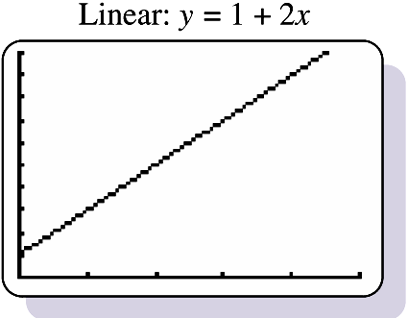 Linear: y = 1 + 2x